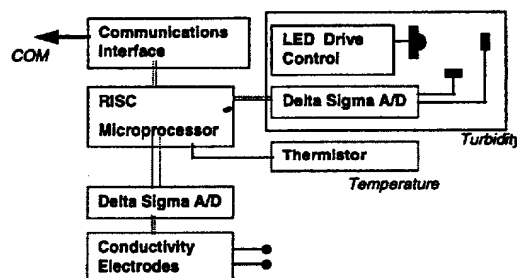 Communications
Interface
COM
LED Drive
Control
RISC
Microprocessor
Delta Sigma A/D
Turbidity
Thermistor
Temperature
Delta Sigma A/D
Conductivity
Electrodes